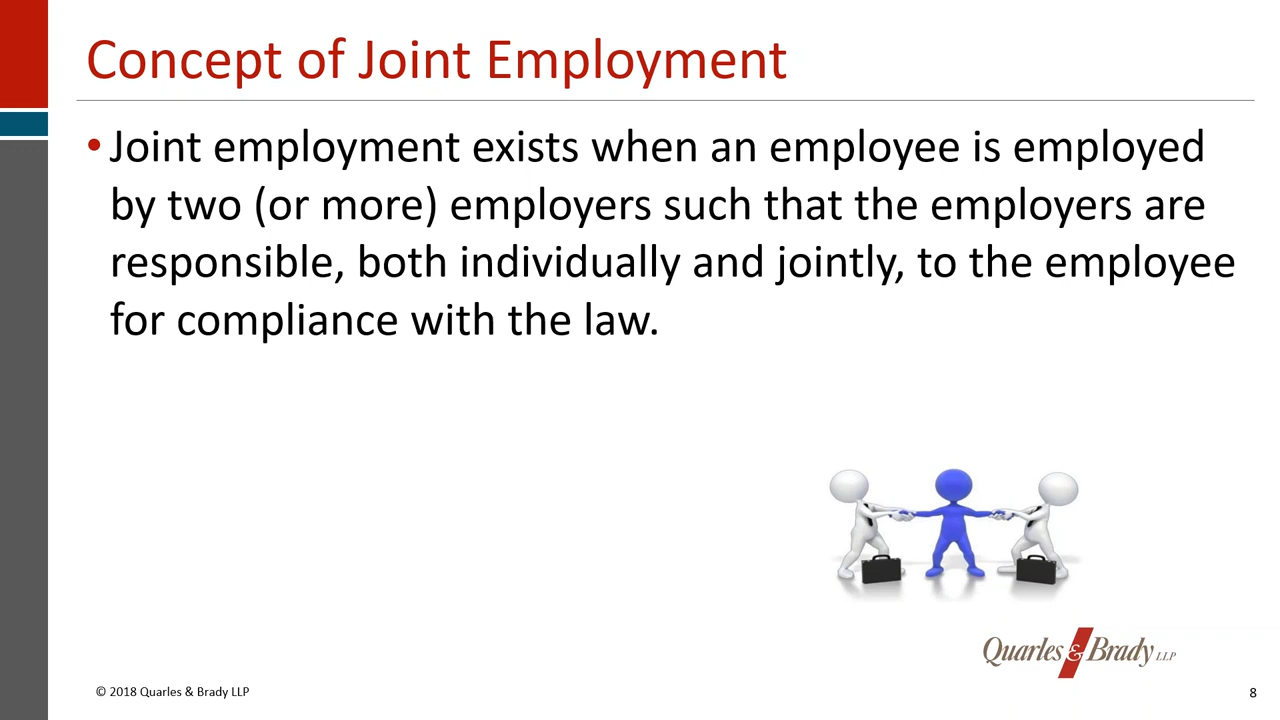 Concept of Joint Employment
• Joint employment exists when an employee is employed
by two (or more) employers such that the employers are
responsible, both individually and jointly, to the employee
for compliance with the law.
Quarles & Brady LLP
© 2018 Quarles & Brady LLP
8